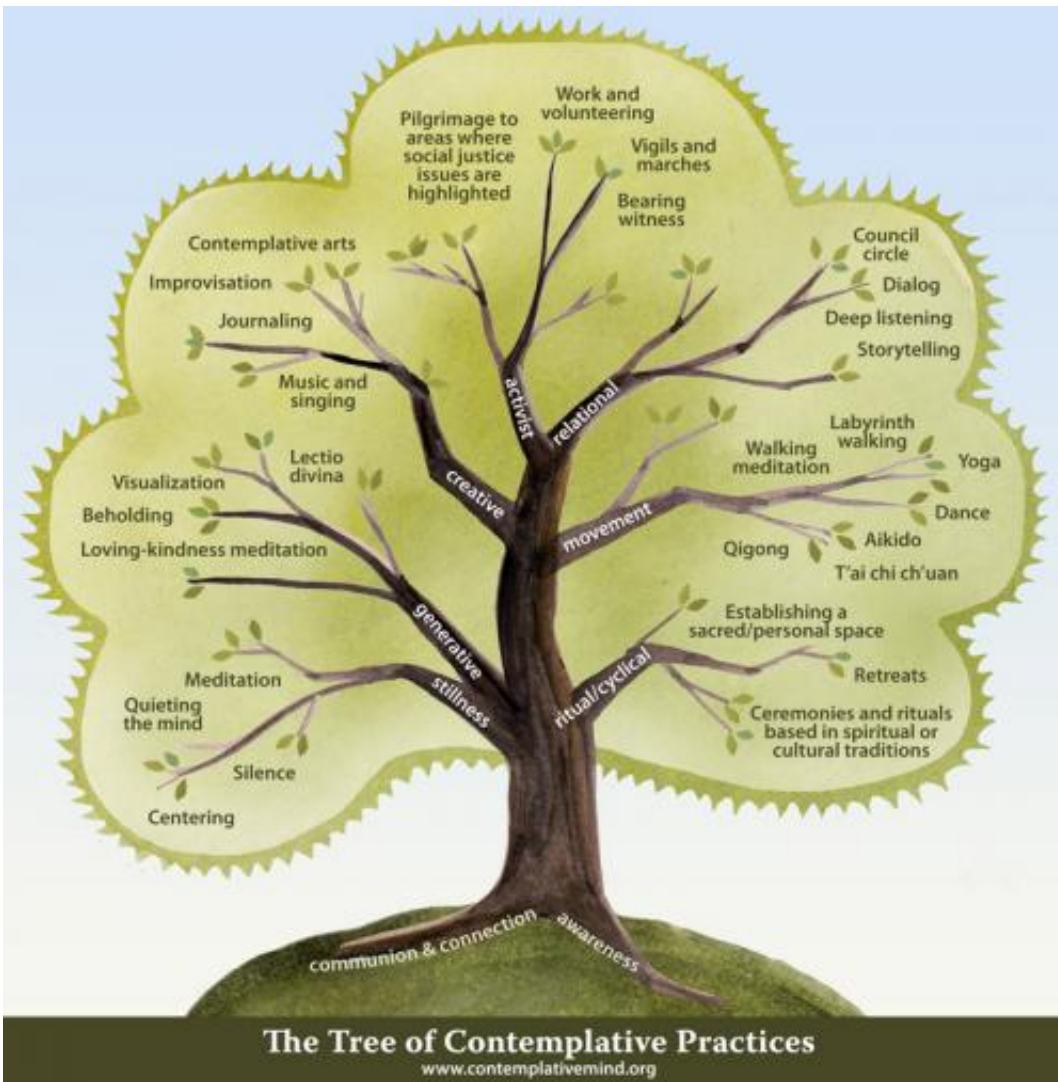 Work and
volunteering
Pilgrimage to
areas where
social justice
issues are
highlighted
Vigils and
marches
Bearing
witness
Contemplative arts
Improvisation
Journaling
Music and
singing
Council
circle
Dialog
Deep listening
Storytelling
activist
relational
creative
movement
Labyrinth
walking
Walking
meditation
Yoga
Dance
Aikido
Qigong
T'ai chi ch'uan
Lectio
divina
Visualization
Beholding
Loving-kindness meditation
generative
stillness
Meditation
Quieting
the mind
Silence
Centering
ritual/cyclical
Establishing a
sacred/personal space
Retreats
Ceremonies and rituals
based in spiritual or
cultural traditions
communion & connection
awareness
The Tree of Contemplative Practices
www.contemplativemind.org